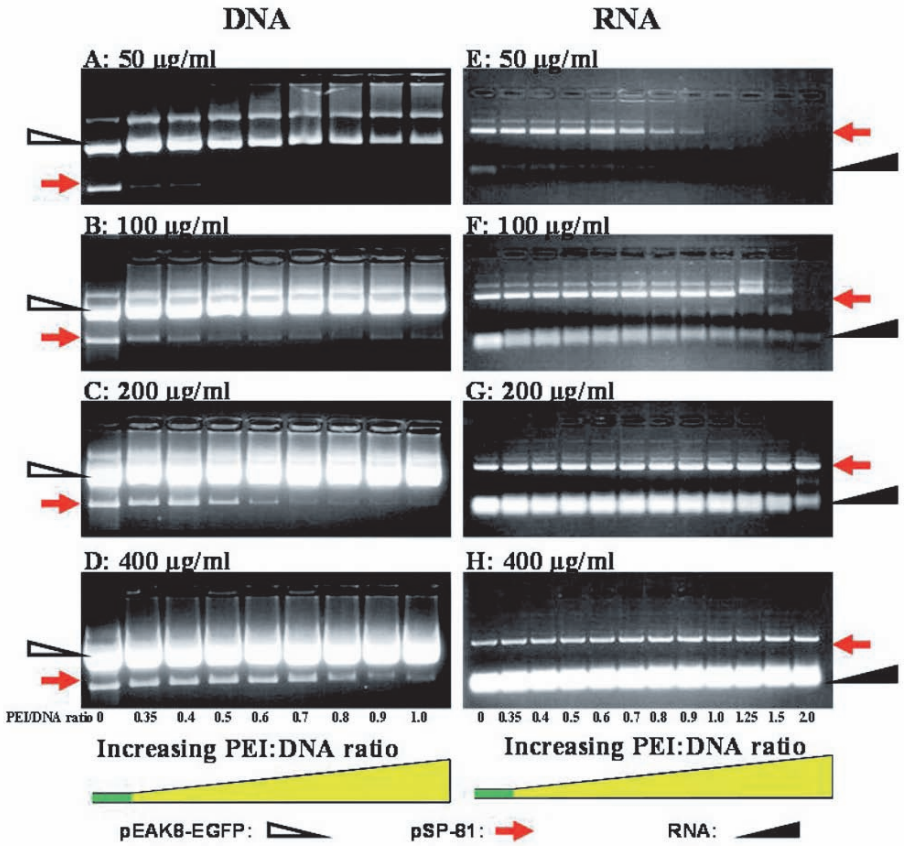 DNA
RNA
A: 50 µg/ml
E: 50 µg/ml
B: 100 µg/ml
F: 100 µg/ml
C: 200 µg/ml
G: 200 µg/ml
D: 400 µg/ml
H: 400 µg/ml
PEI/DNA ratio 0 0.35 0.4 0.5 0.6 0.7 0.8 0.9 1.0
0 0.35 0.4 0.5 0.6 0.7 0.8 0.9 1.0 1.25 1.5 2.0
Increasing PEI:DNA ratio
Increasing PEI:DNA ratio
pEAK8-EGFP:
pSP-81:
RNA: